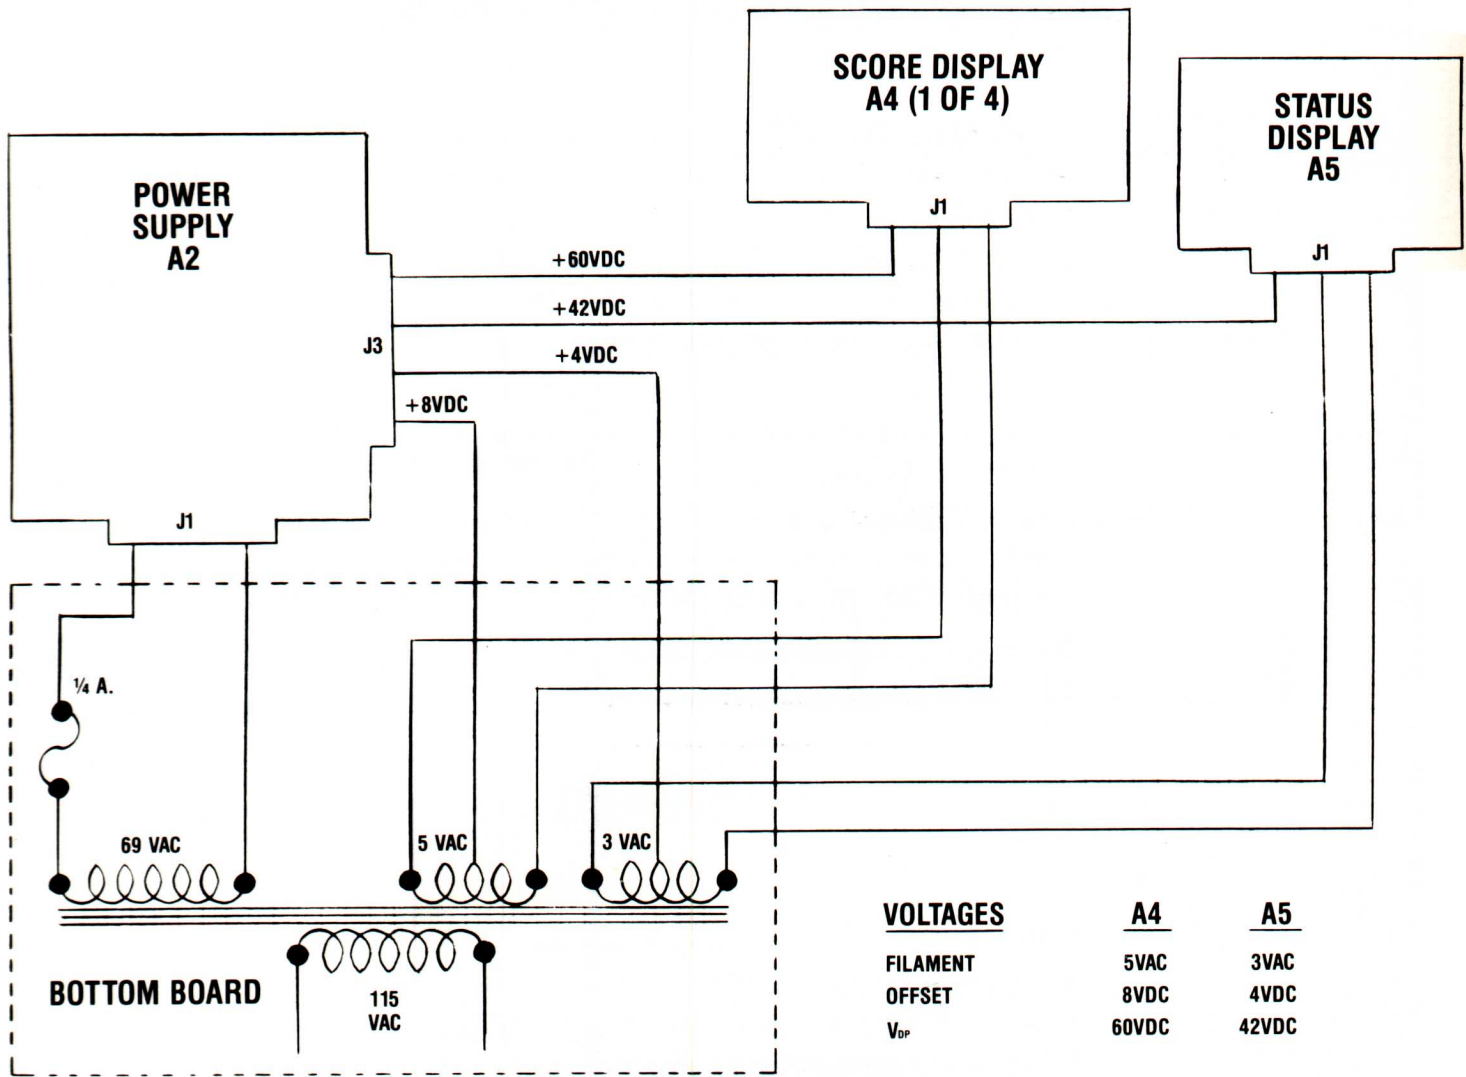 SCORE DISPLAY
A4 (1 OF 4)
J1
STATUS
DISPLAY
A5
J1
POWER
SUPPLY
A2
+60VDC
+42VDC
J3
+4VDC
+8VDC
J1
¼ A.
69 VAC
5 VAC
3 VAC
115
VAC
BOTTOM BOARD
VOLTAGES A4 A5
FILAMENT 5VAC 3VAC
OFFSET 8VDC 4VDC
VDP 60VDC 42VDC